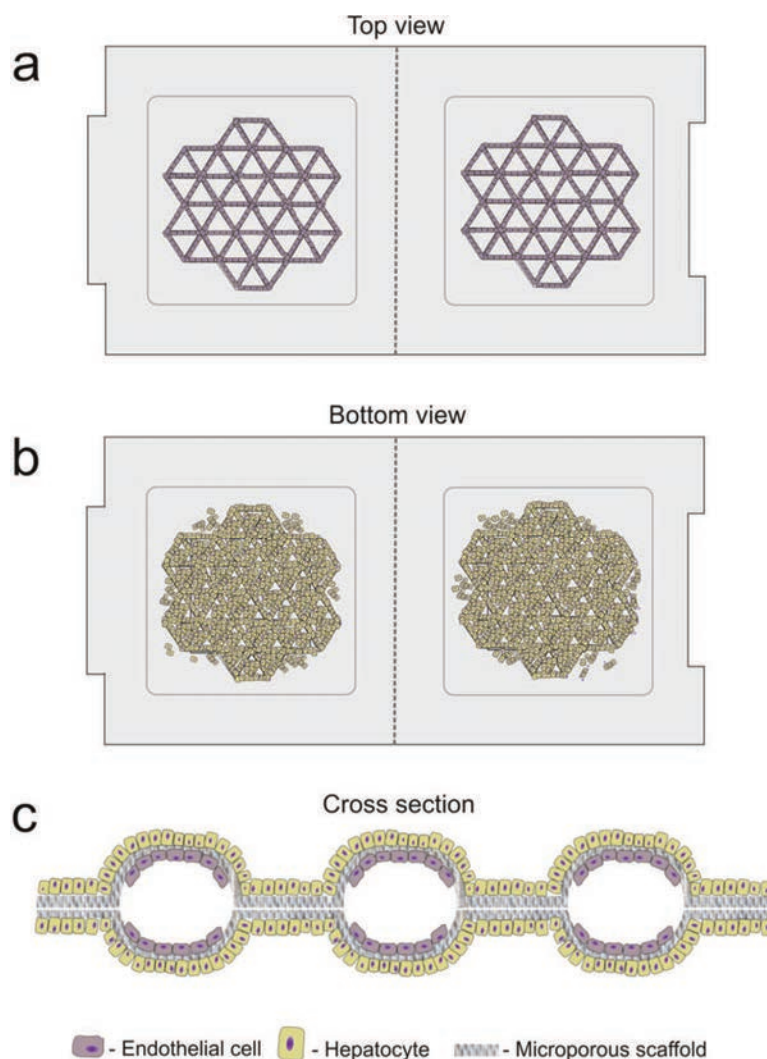 Top view
a
Bottom view
b
Cross section
c
- Endothelial cell - Hepatocyte - Microporous scaffold